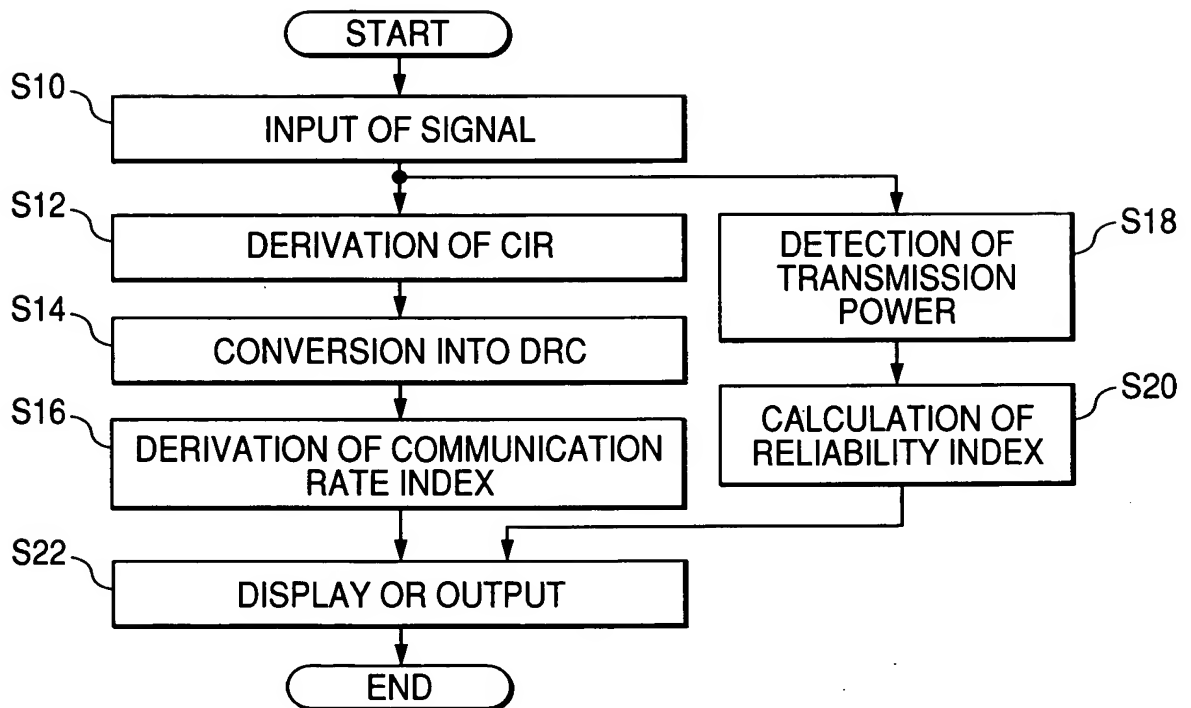 START
S10
INPUT OF SIGNAL
S12
DERIVATION OF CIR
S14
CONVERSION INTO DRC
S16
DERIVATION OF COMMUNICATION
RATE INDEX
S18
DETECTION OF
TRANSMISSION
POWER
S20
CALCULATION OF
RELIABILITY INDEX
S22
DISPLAY OR OUTPUT
END